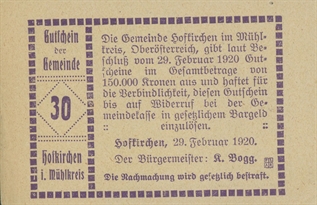 Gutschein
der
Gemeinde
30
Hofkirchen
i. Mühlkreis
Die Gemeinde Hofkirchen im Mühl-
kreis, Oberösterreich, gibt laut Be-
schluß vom 29. Februar 1920 Gut-
scheine im Gesamtbetrage von
150.000 Kronen aus und haftet für
die Verbindlichkeit, diesen Gutschein
bis auf Widerruf bei der Ge-
meindekasse in gesetzlichem Bargeld
einzulösen.
Hofkirchen, 29. Februar 1920.
Der Bürgermeister: K. Bogg.
Die Nachmachung wird gesetzlich bestraft.